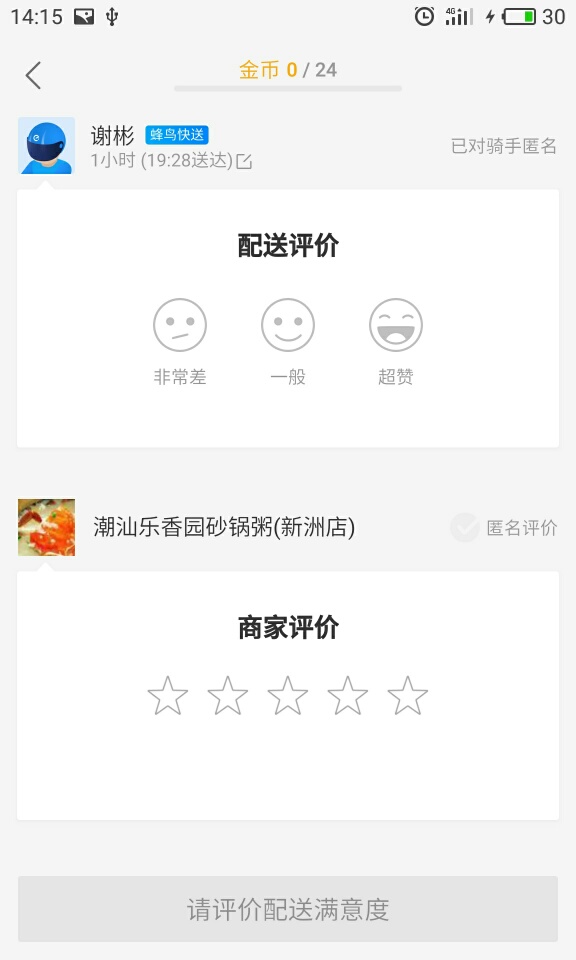 14:15 4G 30
金币 0 / 24
谢彬 蜂鸟快送
1小时 (19:28送达)
已对骑手匿名
配送评价
非常差 一般 超赞
潮汕乐香园砂锅粥(新洲店) 匿名评价
商家评价
请评价配送满意度